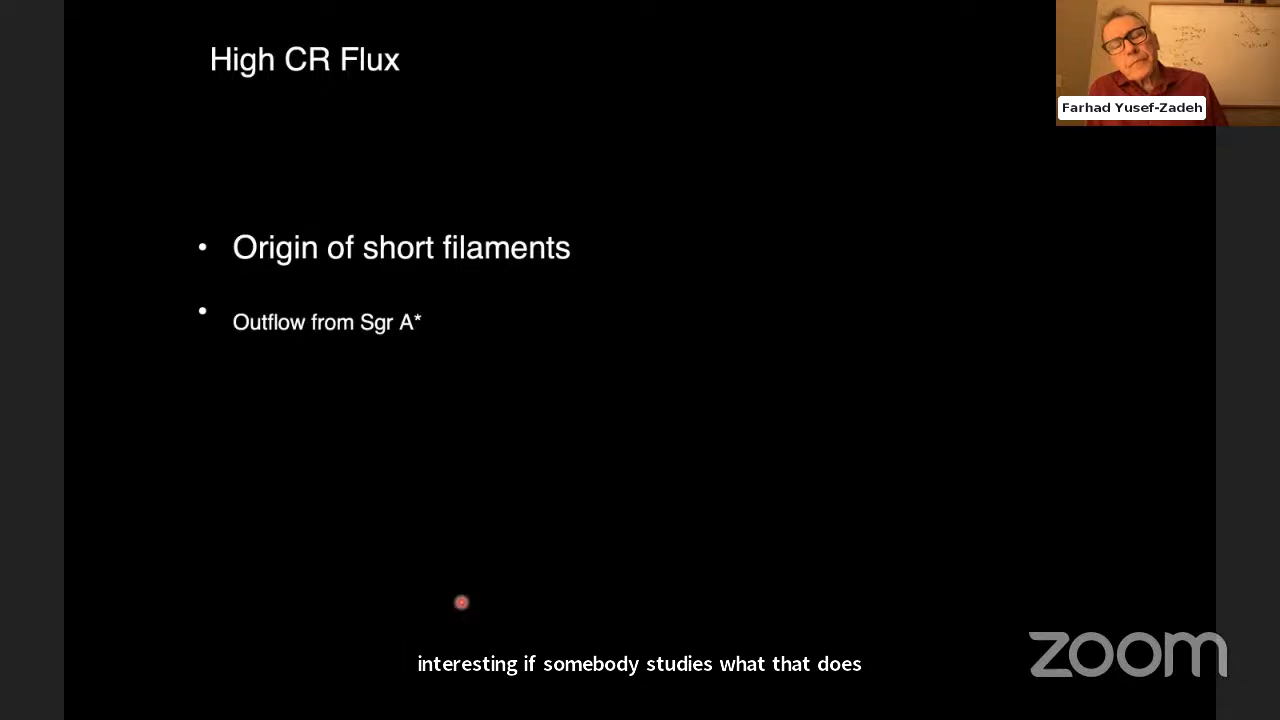 High CR Flux
Farhad Yusef-Zadeh
• Origin of short filaments
• Outflow from Sgr A*
interesting if somebody studies what that does
zoom